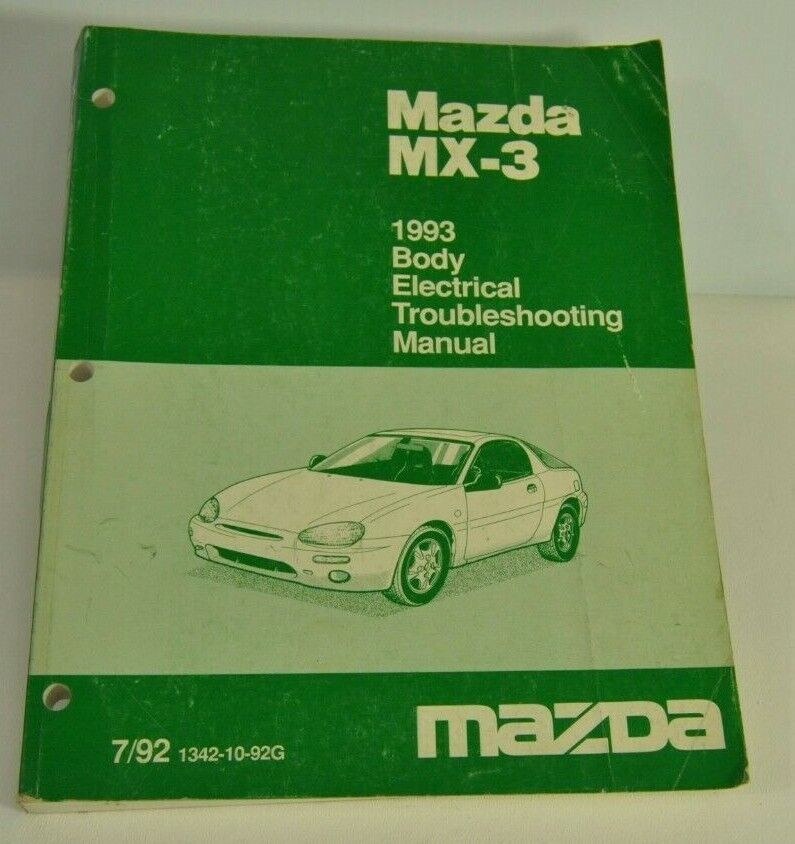 Mazda
MX-3
1993
Body
Electrical
Troubleshooting
Manual
7/92 1342-10-92G
mazda